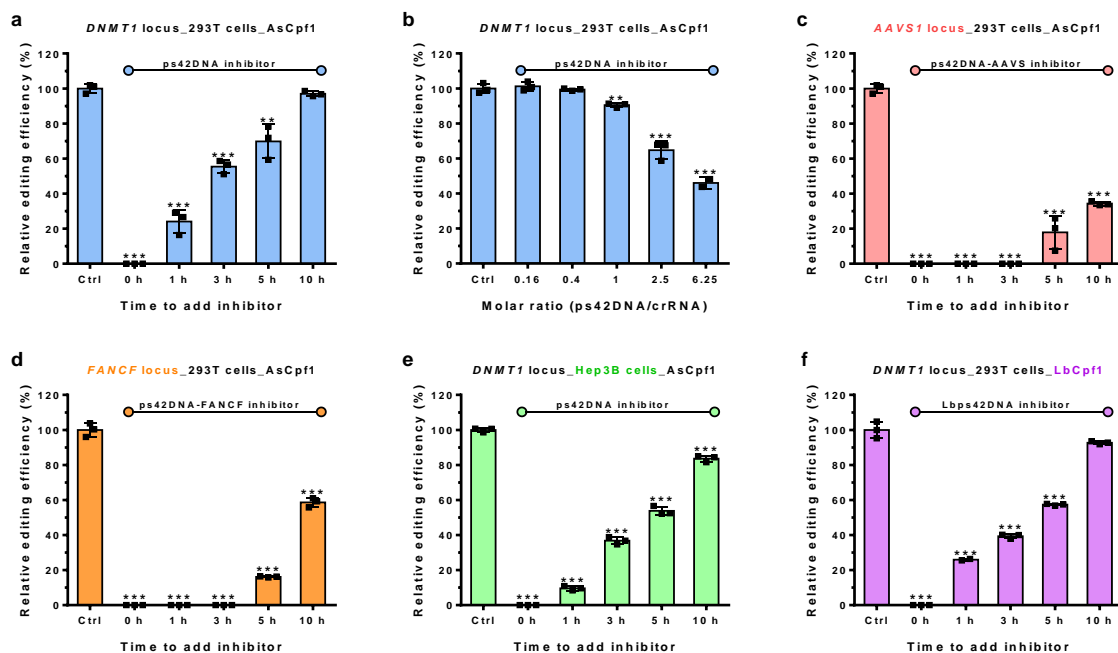 a
DNMT1 locus_293T cells_AsCpf1
Relative editing efficiency (%)
120
100
80
60
40
20
0
ps42DNA inhibitor
***
***
***
**
Ctrl 0 h 1 h 3 h 5 h 10 h
Time to add inhibitor
b
DNMT1 locus_293T cells_AsCpf1
Relative editing efficiency (%)
120
100
80
60
40
20
0
ps42DNA inhibitor
**
***
***
Ctrl 0.16 0.4 1 2.5 6.25
Molar ratio (ps42DNA/crRNA)
c
AAVS1 locus_293T cells_AsCpf1
Relative editing efficiency (%)
120
100
80
60
40
20
0
ps42DNA-AAVS inhibitor
*** *** ***
***
***
Ctrl 0 h 1 h 3 h 5 h 10 h
Time to add inhibitor
d
FANCF locus_293T cells_AsCpf1
Relative editing efficiency (%)
120
100
80
60
40
20
0
ps42DNA-FANCF inhibitor
*** *** ***
***
***
Ctrl 0 h 1 h 3 h 5 h 10 h
Time to add inhibitor
e
DNMT1 locus_Hep3B cells_AsCpf1
Relative editing efficiency (%)
120
100
80
60
40
20
0
ps42DNA inhibitor
***
***
***
***
***
Ctrl 0 h 1 h 3 h 5 h 10 h
Time to add inhibitor
f
DNMT1 locus_293T cells_LbCpf1
Relative editing efficiency (%)
120
100
80
60
40
20
0
Lbps42DNA inhibitor
***
***
***
***
Ctrl 0 h 1 h 3 h 5 h 10 h
Time to add inhibitor